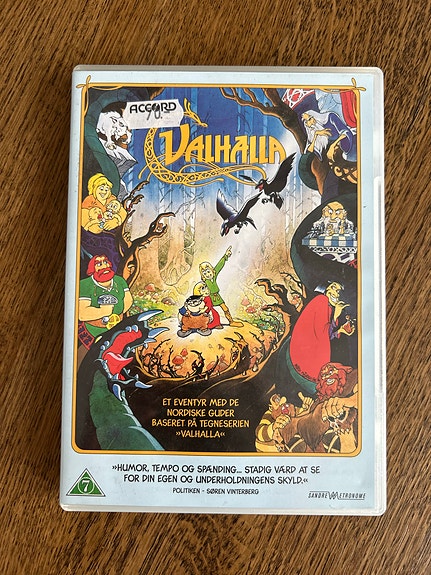 ACCORD
70.-
VALHALLA
ET EVENTYR MED DE
NORDISKE GUDER
BASERET PÅ TEGNESERIEN
»VALHALLA«
»HUMOR, TEMPO OG SPÆNDING... STADIG VÆRD AT SE
FOR DIN EGEN OG UNDERHOLDNINGENS SKYLD.«
POLITIKEN - SØREN VINTERBERG
7
SANDREW METRONOME